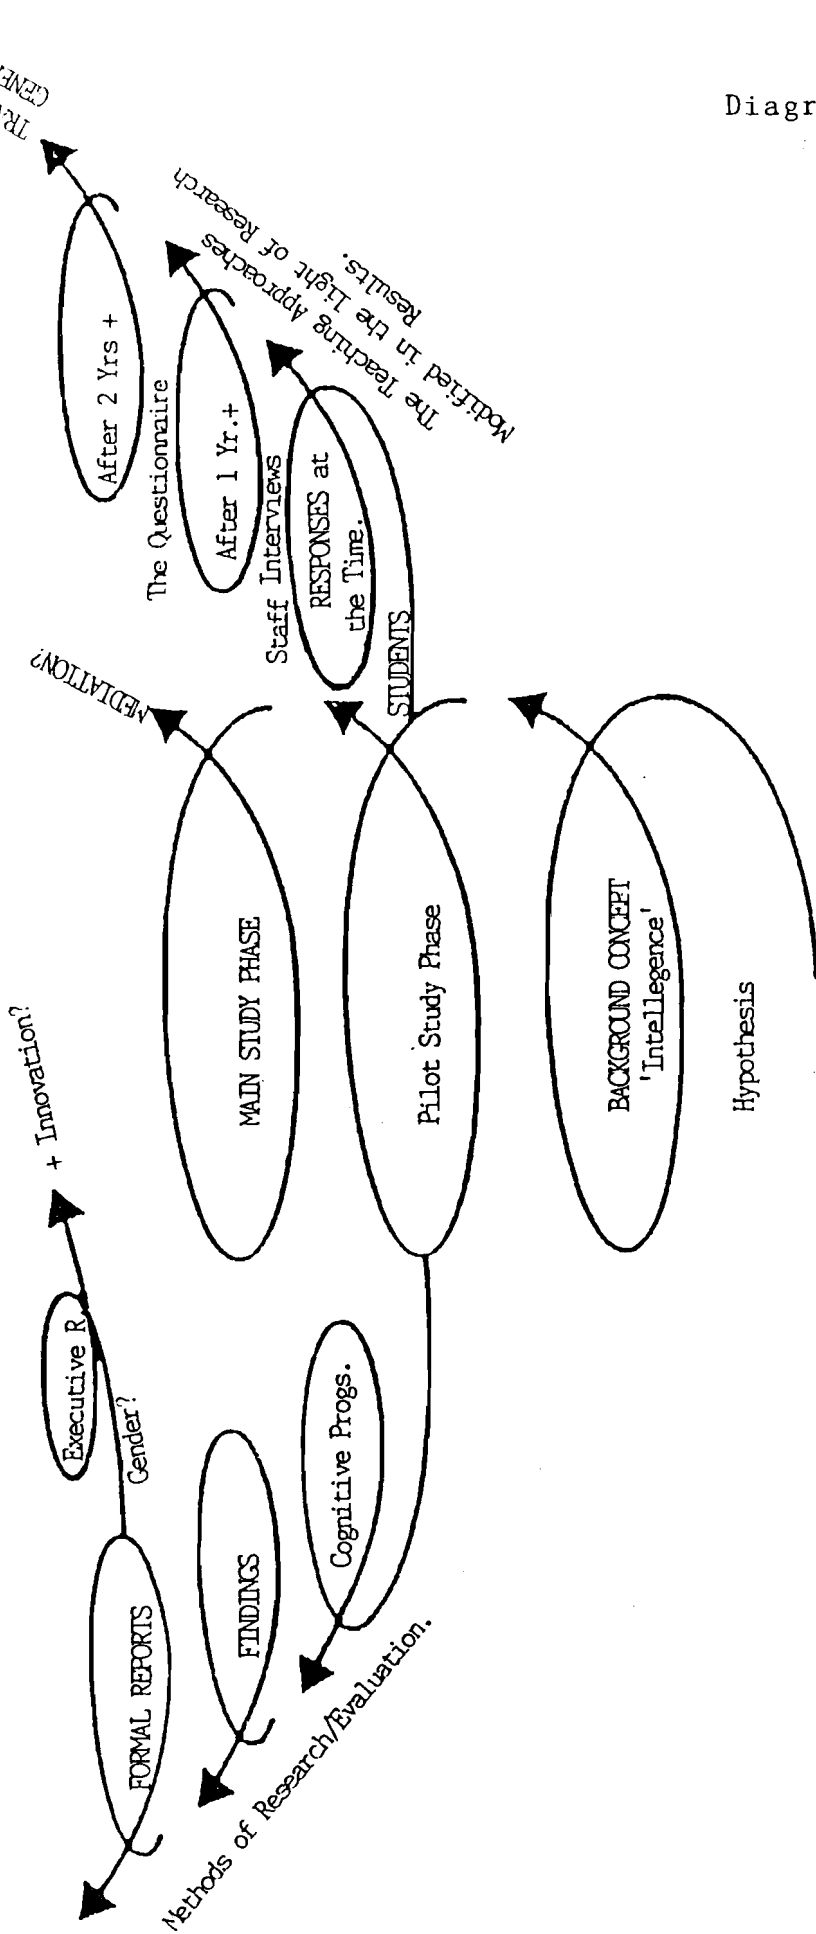 Diagr
TRA
GENE
After 2 Yrs +
The Questionnaire
After 1 Yr.+
Staff Interviews
RESPONSES at
the Time.
STUDENTS
The Teaching Approaches
Modified in the light of Research
Results.
MEDIATION?
MAIN STUDY PHASE
Pilot Study Phase
BACKGROUND CONCEPT
'Intellegence'
Hypothesis
+ Innovation?
Executive R
Gender?
FORMAL REPORTS
FINDINGS
Cognitive Progs.
Methods of Research/Evaluation.